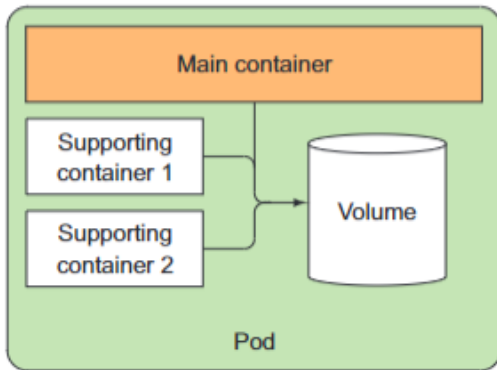 Main container
Supporting
container 1
Supporting
container 2
Volume
Pod